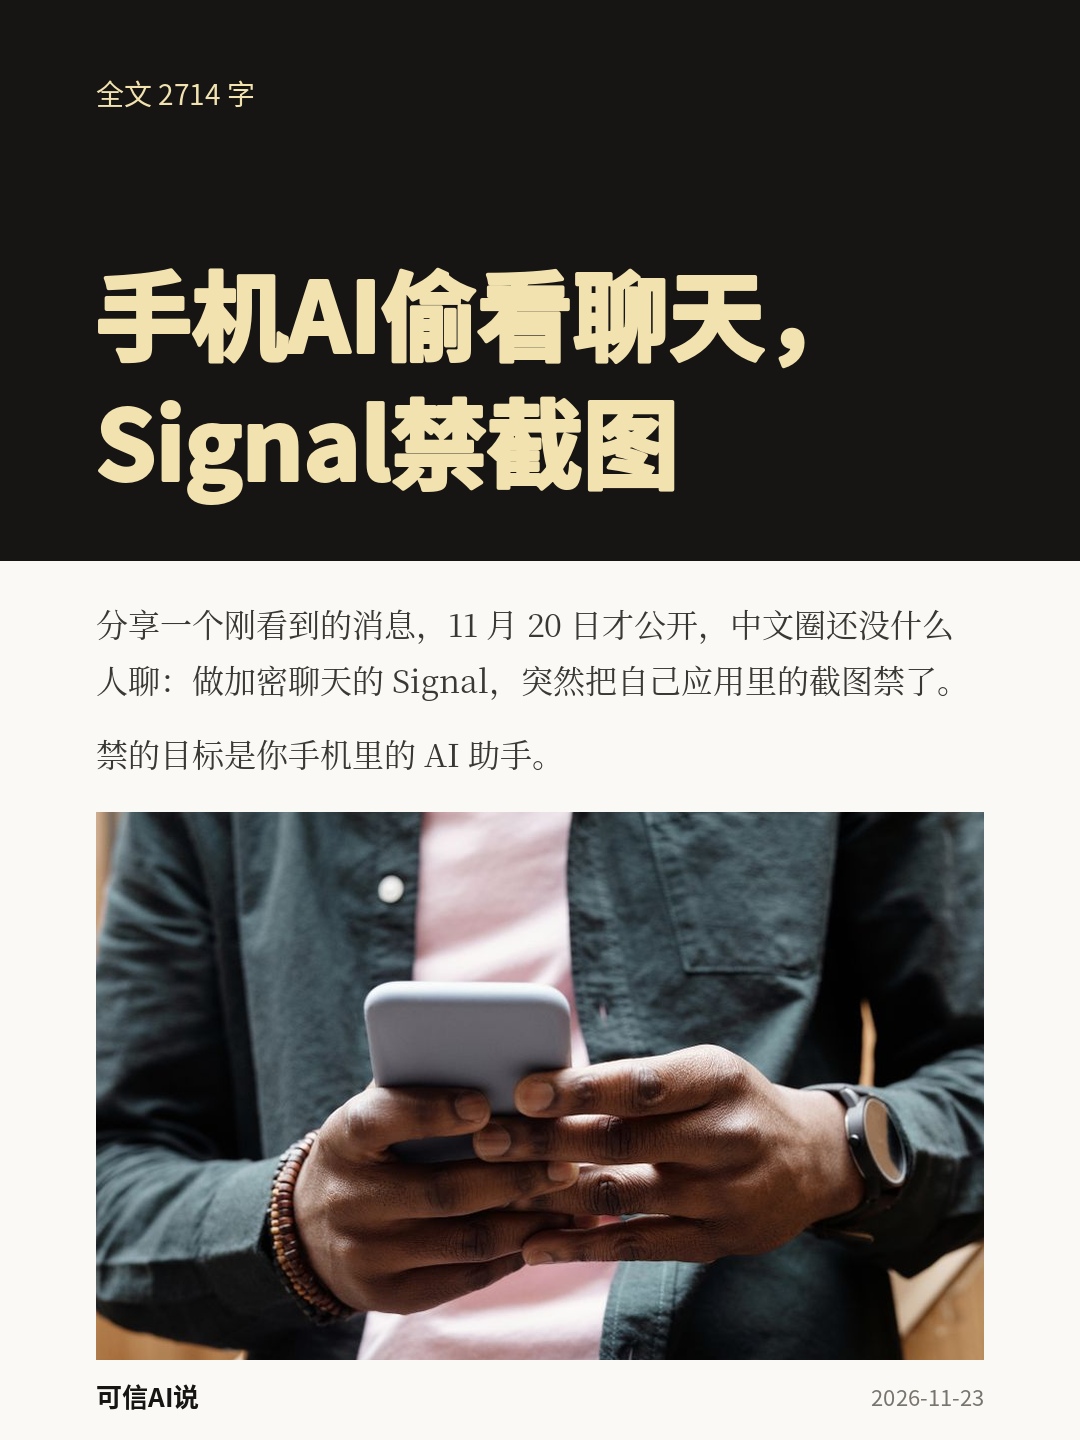 全文 2714 字
手机AI偷看聊天，
Signal禁截图
分享一个刚看到的消息，11 月 20 日才公开，中文圈还没什么
人聊：做加密聊天的 Signal，突然把自己应用里的截图禁了。
禁的目标是你手机里的 AI 助手。
可信AI说
2026-11-23